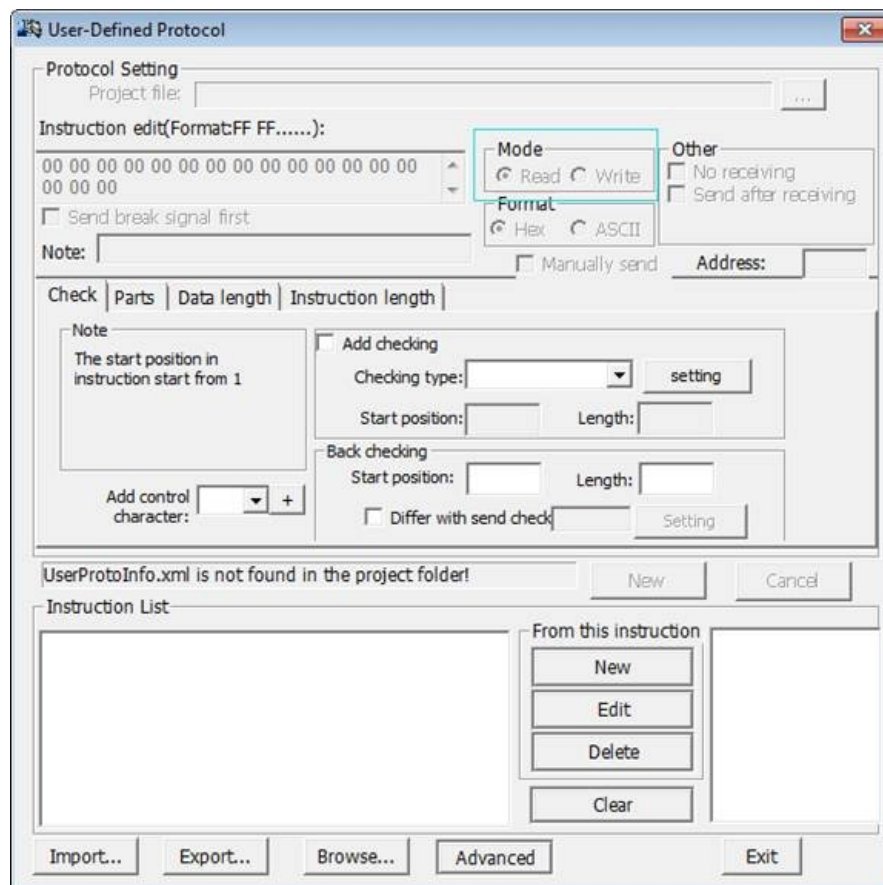 User-Defined Protocol
Protocol Setting
Project file:
...
Instruction edit(Format:FF FF......):
00 00 00 00 00 00 00 00 00 00 00 00 00 00
00 00 00
Mode
Read Write
Other
No receiving
Send after receiving
Send break signal first
Format
Hex ASCII
Note:
Manually send
Address:
Check Parts Data length Instruction length
Note
The start position in
instruction start from 1
Add checking
Checking type:
setting
Start position:
Length:
Back checking
Start position:
Length:
Add control
character:
+
Differ with send check
Setting
UserProtoInfo.xml is not found in the project folder!
New
Cancel
Instruction List
From this instruction
New
Edit
Delete
Clear
Import...
Export...
Browse...
Advanced
Exit